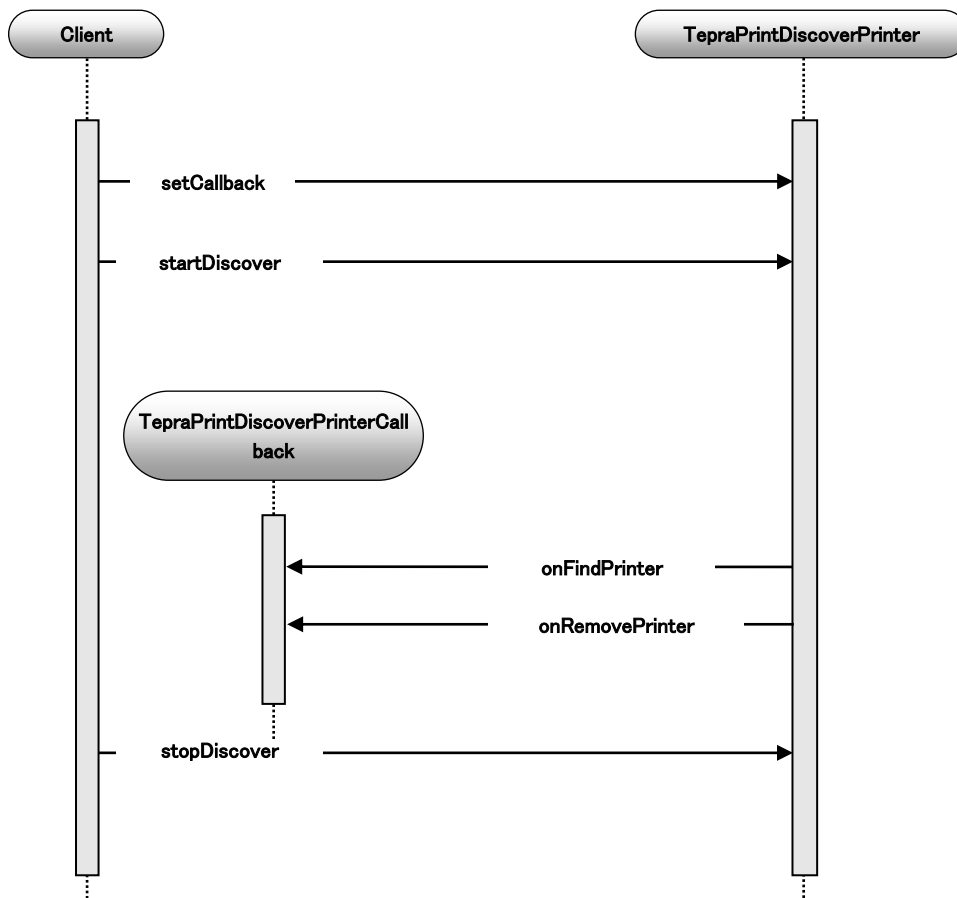 Client
TepraPrintDiscoverPrinter
setCallback
startDiscover
TepraPrintDiscoverPrinterCall
back
onFindPrinter
onRemovePrinter
stopDiscover